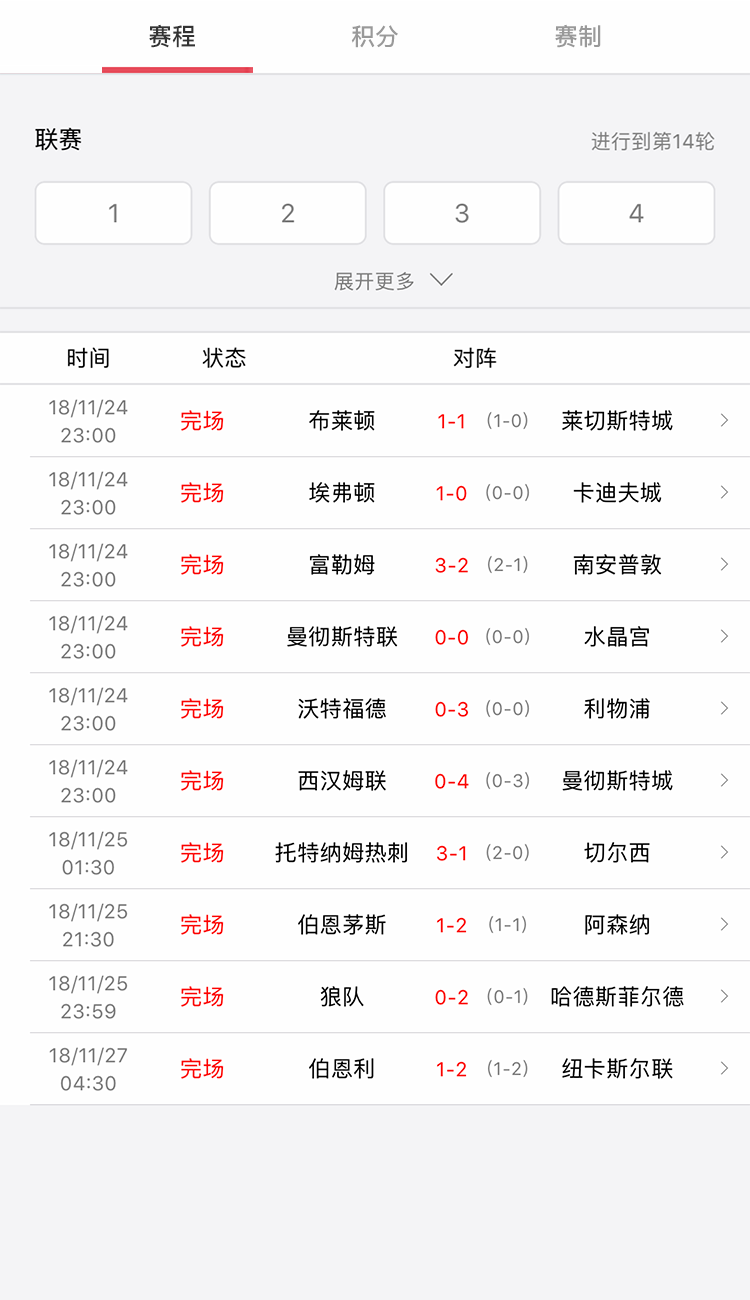 赛程 积分 赛制
联赛 进行到第14轮
1 2 3 4
展开更多
时间 状态 对阵
18/11/24 23:00 完场 布莱顿 1-1 (1-0) 莱切斯特城
18/11/24 23:00 完场 埃弗顿 1-0 (0-0) 卡迪夫城
18/11/24 23:00 完场 富勒姆 3-2 (2-1) 南安普敦
18/11/24 23:00 完场 曼彻斯特联 0-0 (0-0) 水晶宫
18/11/24 23:00 完场 沃特福德 0-3 (0-0) 利物浦
18/11/24 23:00 完场 西汉姆联 0-4 (0-3) 曼彻斯特城
18/11/25 01:30 完场 托特纳姆热刺 3-1 (2-0) 切尔西
18/11/25 21:30 完场 伯恩茅斯 1-2 (1-1) 阿森纳
18/11/25 23:59 完场 狼队 0-2 (0-1) 哈德斯菲尔德
18/11/27 04:30 完场 伯恩利 1-2 (1-2) 纽卡斯尔联